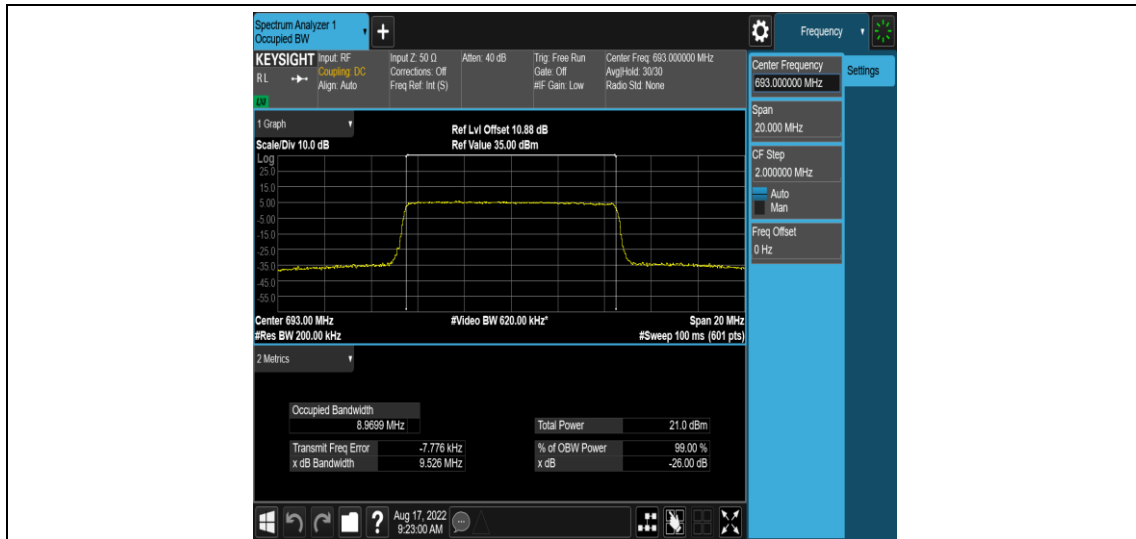 Spectrum Analyzer 1
Occupied BW
Frequency
KEYSIGHT
RL
Input: RF
Coupling: DC
Align: Auto
Input Z: 50 Ω
Corrections: Off
Freq Ref: Int (S)
Atten: 40 dB
Trig: Free Run
Gate: Off
#IF Gain: Low
Center Freq: 693.000000 MHz
Avg|Hold: 30/30
Radio Std: None
Center Frequency
693.000000 MHz
Settings
Span
20.000 MHz
CF Step
2.000000 MHz
Auto
Man
Freq Offset
0 Hz
1 Graph
Scale/Div 10.0 dB
Ref Lvl Offset 10.88 dB
Ref Value 35.00 dBm
Log
25.0
15.0
5.00
-5.00
-15.0
-25.0
-35.0
-45.0
-55.0
Center 693.00 MHz
#Video BW 620.00 kHz*
Span 20 MHz
#Res BW 200.00 kHz
#Sweep 100 ms (601 pts)
2 Metrics
Occupied Bandwidth
8.9699 MHz
Total Power 21.0 dBm
Transmit Freq Error -7.776 kHz
% of OBW Power 99.00 %
x dB Bandwidth 9.526 MHz
x dB -26.00 dB
?
Aug 17, 2022
9:23:00 AM